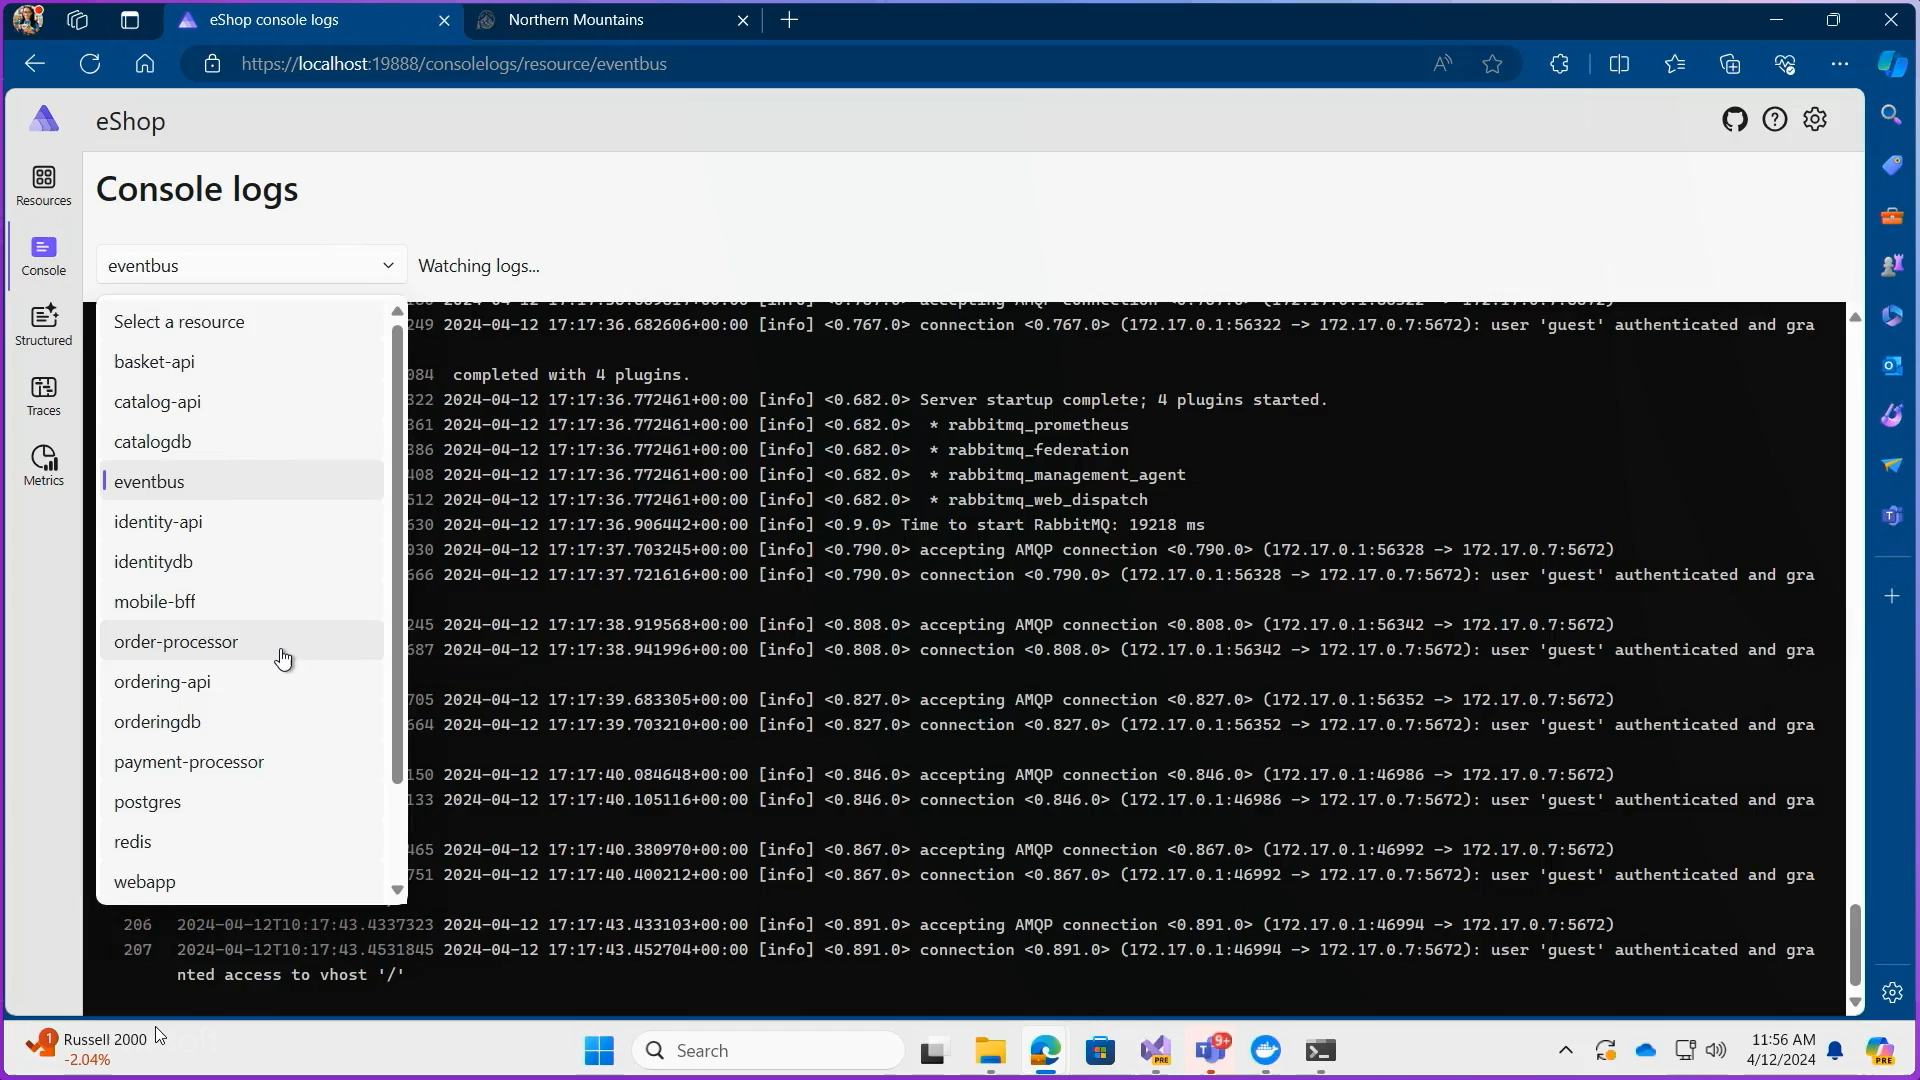 eShop console logs
Northern Mountains
https://localhost:19888/consolelogs/resource/eventbus
eShop
Resources
Console
Structured
Traces
Metrics
Console logs
eventbus
Watching logs...
Select a resource
basket-api
catalog-api
catalogdb
eventbus
identity-api
identitydb
mobile-bff
order-processor
ordering-api
orderingdb
payment-processor
postgres
redis
webapp
249 2024-04-12 17:17:36.682606+00:00 [info] <0.767.0> connection <0.767.0> (172.17.0.1:56322 -> 172.17.0.7:5672): user 'guest' authenticated and gra
084 completed with 4 plugins.
322 2024-04-12 17:17:36.772461+00:00 [info] <0.682.0> Server startup complete; 4 plugins started.
361 2024-04-12 17:17:36.772461+00:00 [info] <0.682.0> * rabbitmq_prometheus
386 2024-04-12 17:17:36.772461+00:00 [info] <0.682.0> * rabbitmq_federation
408 2024-04-12 17:17:36.772461+00:00 [info] <0.682.0> * rabbitmq_management_agent
512 2024-04-12 17:17:36.772461+00:00 [info] <0.682.0> * rabbitmq_web_dispatch
630 2024-04-12 17:17:36.906442+00:00 [info] <0.9.0> Time to start RabbitMQ: 19218 ms
030 2024-04-12 17:17:37.703245+00:00 [info] <0.790.0> accepting AMQP connection <0.790.0> (172.17.0.1:56328 -> 172.17.0.7:5672)
666 2024-04-12 17:17:37.721616+00:00 [info] <0.790.0> connection <0.790.0> (172.17.0.1:56328 -> 172.17.0.7:5672): user 'guest' authenticated and gra
245 2024-04-12 17:17:38.919568+00:00 [info] <0.808.0> accepting AMQP connection <0.808.0> (172.17.0.1:56342 -> 172.17.0.7:5672)
687 2024-04-12 17:17:38.941996+00:00 [info] <0.808.0> connection <0.808.0> (172.17.0.1:56342 -> 172.17.0.7:5672): user 'guest' authenticated and gra
705 2024-04-12 17:17:39.683305+00:00 [info] <0.827.0> accepting AMQP connection <0.827.0> (172.17.0.1:56352 -> 172.17.0.7:5672)
664 2024-04-12 17:17:39.703210+00:00 [info] <0.827.0> connection <0.827.0> (172.17.0.1:56352 -> 172.17.0.7:5672): user 'guest' authenticated and gra
150 2024-04-12 17:17:40.084648+00:00 [info] <0.846.0> accepting AMQP connection <0.846.0> (172.17.0.1:46986 -> 172.17.0.7:5672)
133 2024-04-12 17:17:40.105116+00:00 [info] <0.846.0> connection <0.846.0> (172.17.0.1:46986 -> 172.17.0.7:5672): user 'guest' authenticated and gra
465 2024-04-12 17:17:40.380970+00:00 [info] <0.867.0> accepting AMQP connection <0.867.0> (172.17.0.1:46992 -> 172.17.0.7:5672)
751 2024-04-12 17:17:40.400212+00:00 [info] <0.867.0> connection <0.867.0> (172.17.0.1:46992 -> 172.17.0.7:5672): user 'guest' authenticated and gra
206 2024-04-12T10:17:43.4337323 2024-04-12 17:17:43.433103+00:00 [info] <0.891.0> accepting AMQP connection <0.891.0> (172.17.0.1:46994 -> 172.17.0.7:5672)
207 2024-04-12T10:17:43.4531845 2024-04-12 17:17:43.452704+00:00 [info] <0.891.0> connection <0.891.0> (172.17.0.1:46994 -> 172.17.0.7:5672): user 'guest' authenticated and gra
nted access to vhost '/'
1
Russell 2000
-2.04%
Search
PRE
9+
11:56 AM
4/12/2024
PRE